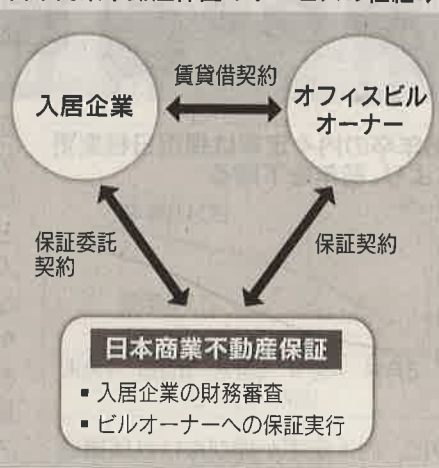 賃貸借契約
入居企業
オフィスビル
オーナー
保証委託
契約
保証契約
日本商業不動産保証
▪ 入居企業の財務審査
▪ ビルオーナーへの保証実行